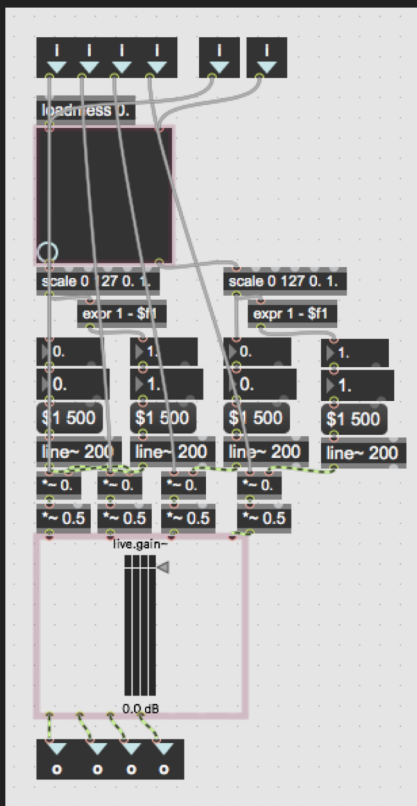 i i i i i i
loadmess 0.
scale 0 127 0. 1. scale 0 127 0. 1.
expr 1 - $f1 expr 1 - $f1
0. 1. 0. 1.
0. 1. 0. 1.
$1 500 $1 500 $1 500 $1 500
line~ 200 line~ 200 line~ 200 line~ 200
*~ 0. *~ 0. *~ 0. *~ 0.
*~ 0.5 *~ 0.5 *~ 0.5 *~ 0.5
live.gain~
0.0 dB
o o o o